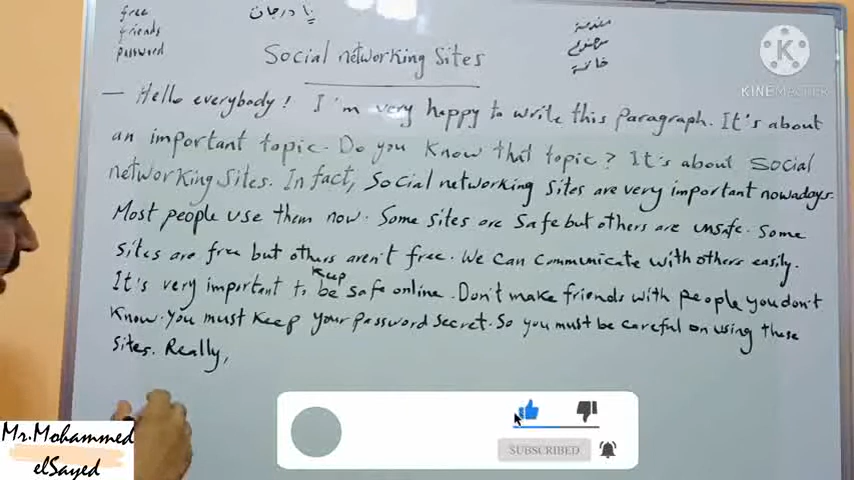 free
friends
password
يا درجات
مقدمة
موضوع
خاتمة
KINEMASTER
Social networking Sites
— Hello everybody! I'm very happy to write this Paragraph. It's about
an important topic. Do you know that topic? It's about social
networking sites. In fact, Social networking sites are very important nowadays.
Most people use them now. Some sites are safe but others are unsafe. Some
sites are free but others aren't free. We can communicate with others easily.
Keep
It's very important to be safe online. Don't make friends with people you don't
know. You must keep your password secret. So you must be careful on using these
sites. Really,
SUBSCRIBED
Mr.Mohammed
elSayed